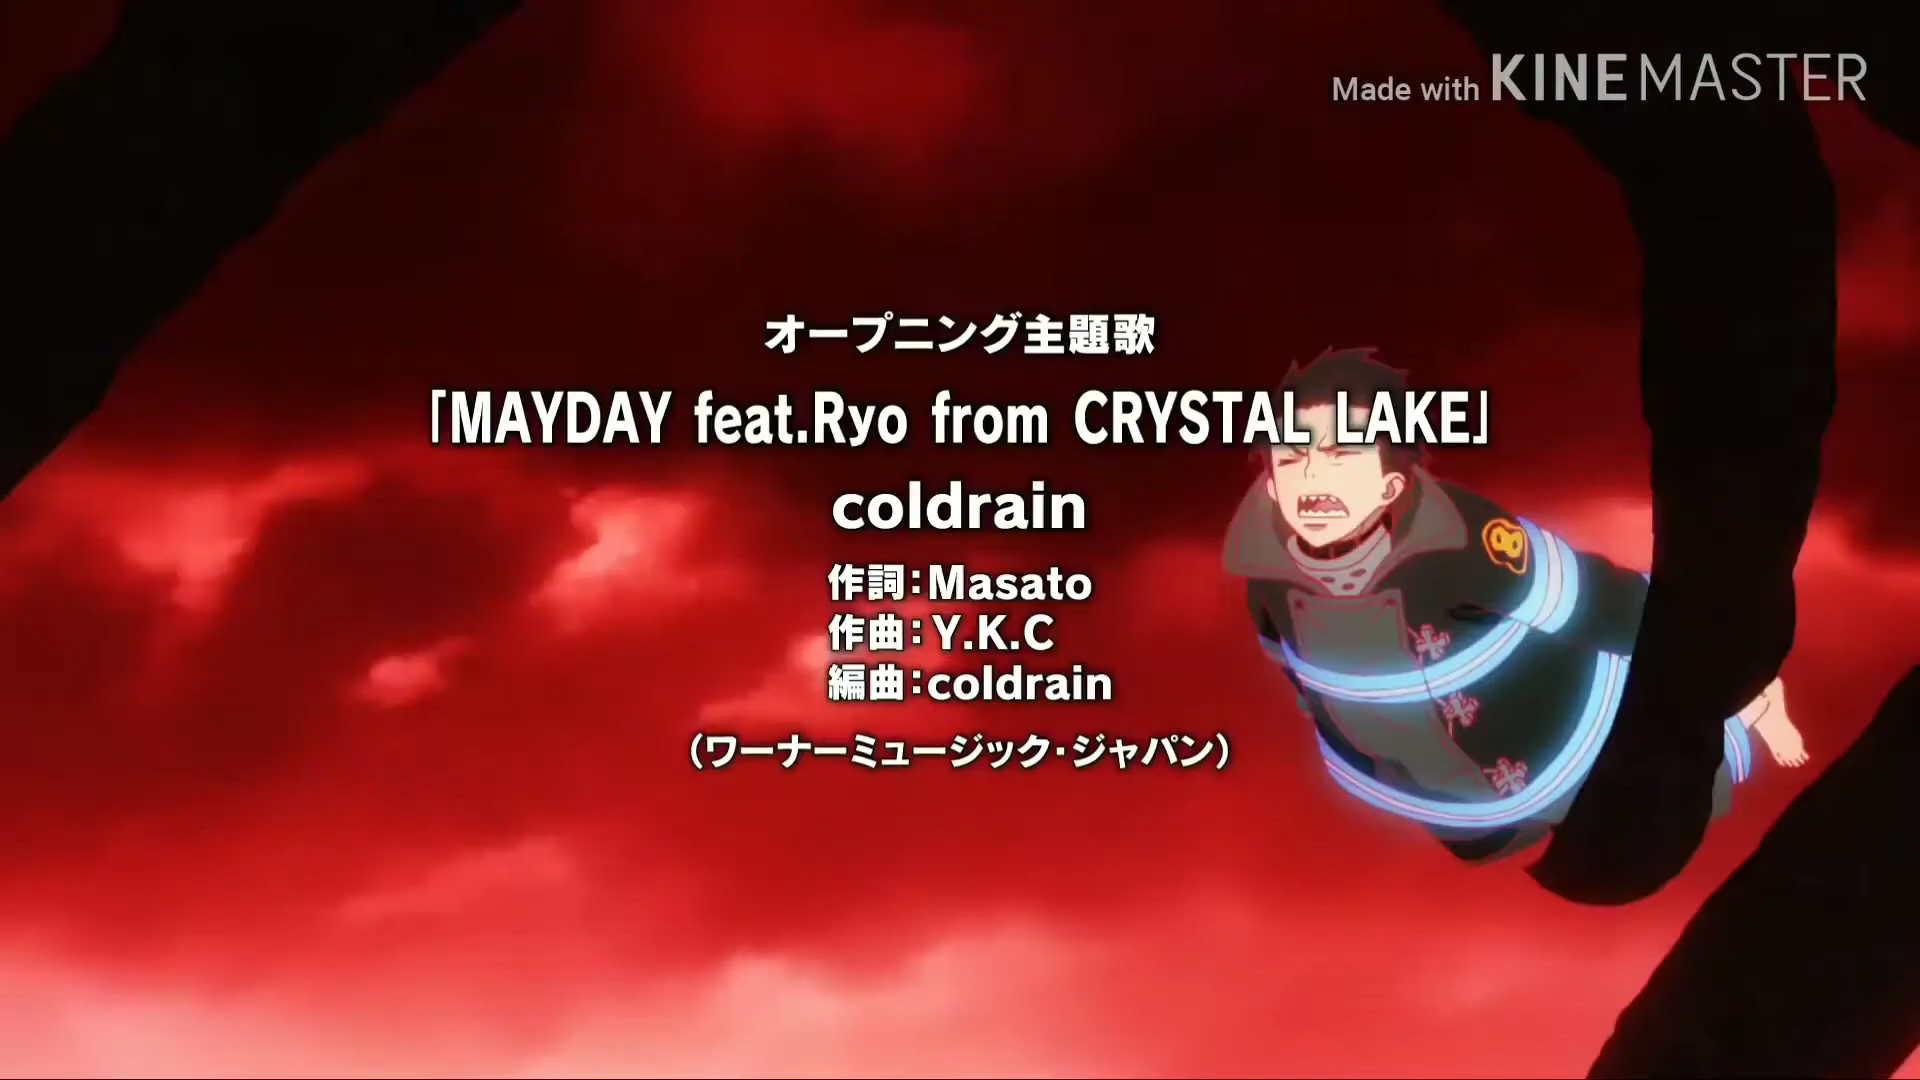 Made with KINEMASTER
オープニング主題歌
「MAYDAY feat.Ryo from CRYSTAL LAKE」
coldrain
作詞：Masato
作曲：Y.K.C
編曲：coldrain
（ワーナーミュージック・ジャパン）